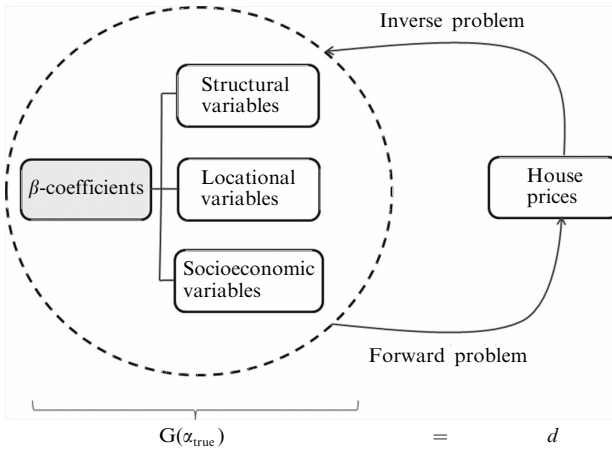 Inverse problem
Structural
variables
β-coefficients
Locational
variables
House
prices
Socioeconomic
variables
Forward problem
G(α_true) = d